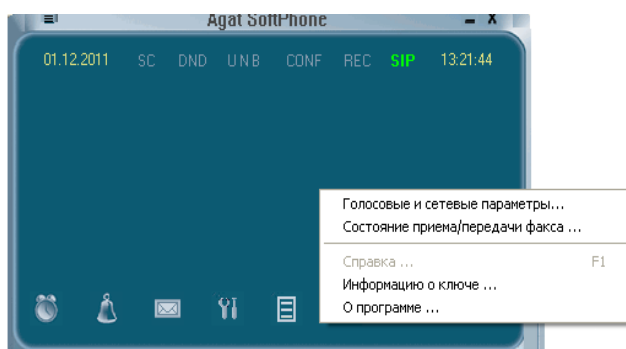 Agat SoftPhone
01.12.2011 SC DND UNB CONF REC SIP 13:21:44
Голосовые и сетевые параметры...
Состояние приема/передачи факса ...
Справка ... F1
Информацию о ключе ...
О программе ...